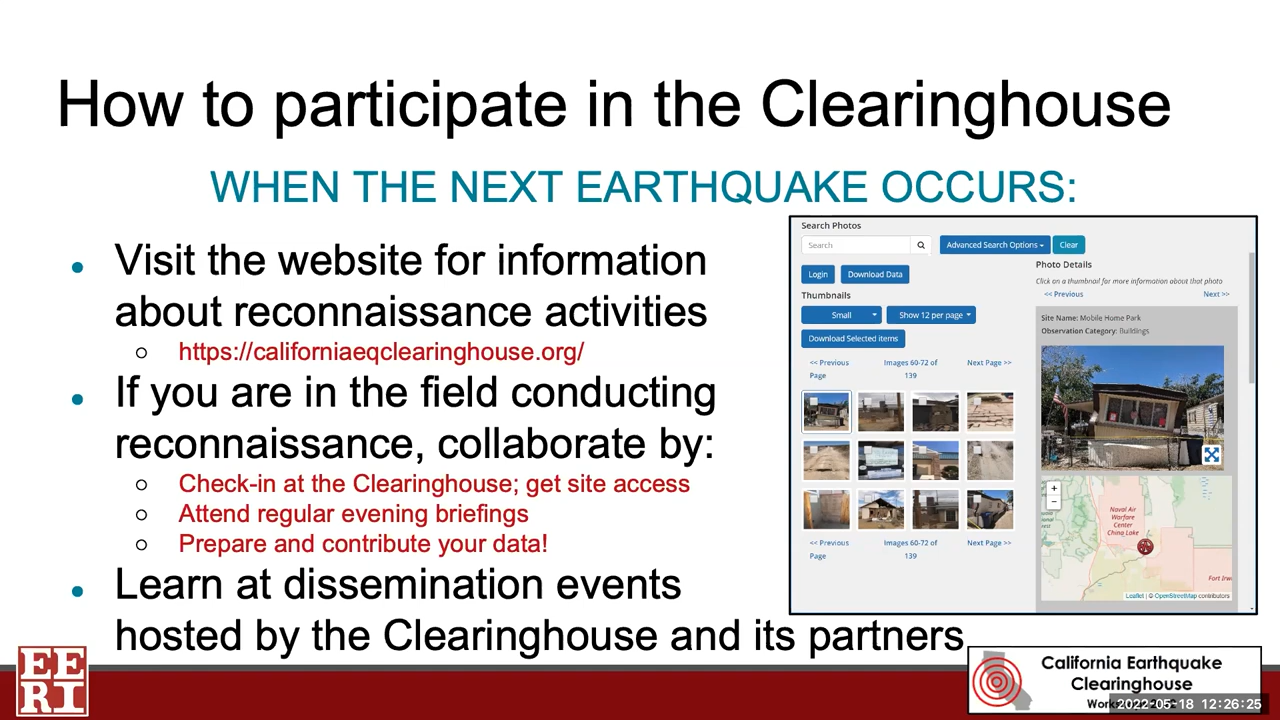 How to participate in the Clearinghouse
WHEN THE NEXT EARTHQUAKE OCCURS:
• Visit the website for information
about reconnaissance activities
○ https://californiaeqclearinghouse.org/
• If you are in the field conducting
reconnaissance, collaborate by:
○ Check-in at the Clearinghouse; get site access
○ Attend regular evening briefings
○ Prepare and contribute your data!
• Learn at dissemination events
hosted by the Clearinghouse and its partners
Search Photos
Search
Advanced Search Options
Clear
Login
Download Data
Thumbnails
Small
Show 12 per page
Download Selected items
<< Previous Page
Images 60-72 of 139
Next Page >>
<< Previous Page
Images 60-72 of 139
Next Page >>
Photo Details
Click on a thumbnail for more information about that photo
<< Previous
Next >>
Site Name: Mobile Home Park
Observation Category: Buildings
+
−
Naval Air
Warfare
Center
China Lake
Fort Irw
Leaflet | © OpenStreetMap contributors
EE
RI
California Earthquake
Clearinghouse
2022-05-18 12:26:25